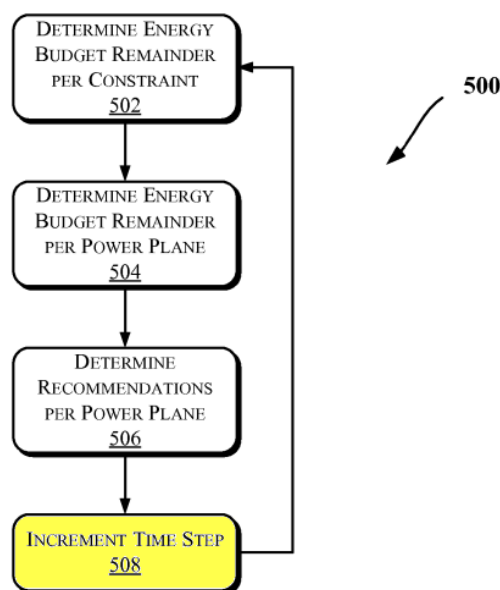 DETERMINE ENERGY
BUDGET REMAINDER
PER CONSTRAINT
502
500
DETERMINE ENERGY
BUDGET REMAINDER
PER POWER PLANE
504
DETERMINE
RECOMMENDATIONS
PER POWER PLANE
506
INCREMENT TIME STEP
508